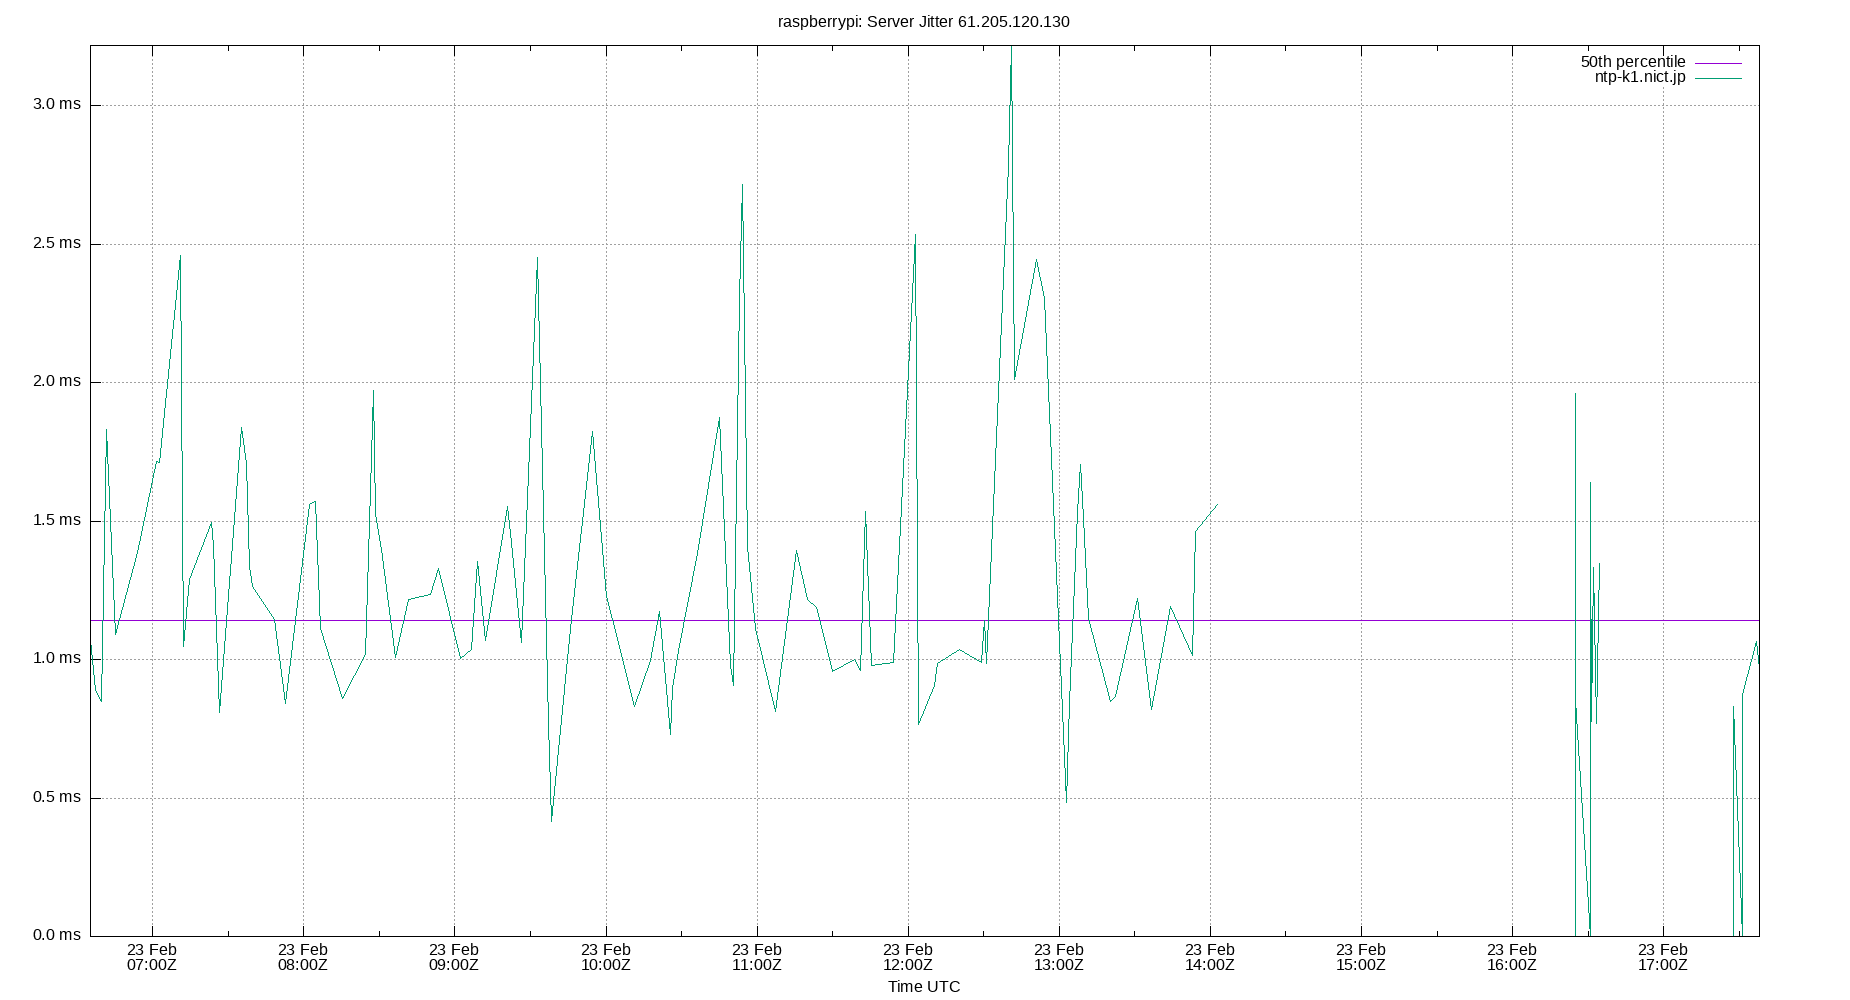 raspberrypi: Server Jitter 61.205.120.130
50th percentile
ntp-k1.nict.jp
3.0 ms
2.5 ms
2.0 ms
1.5 ms
1.0 ms
0.5 ms
0.0 ms
23 Feb 23 Feb 23 Feb 23 Feb 23 Feb 23 Feb 23 Feb 23 Feb 23 Feb 23 Feb 23 Feb
07:00Z 08:00Z 09:00Z 10:00Z 11:00Z 12:00Z 13:00Z 14:00Z 15:00Z 16:00Z 17:00Z
Time UTC